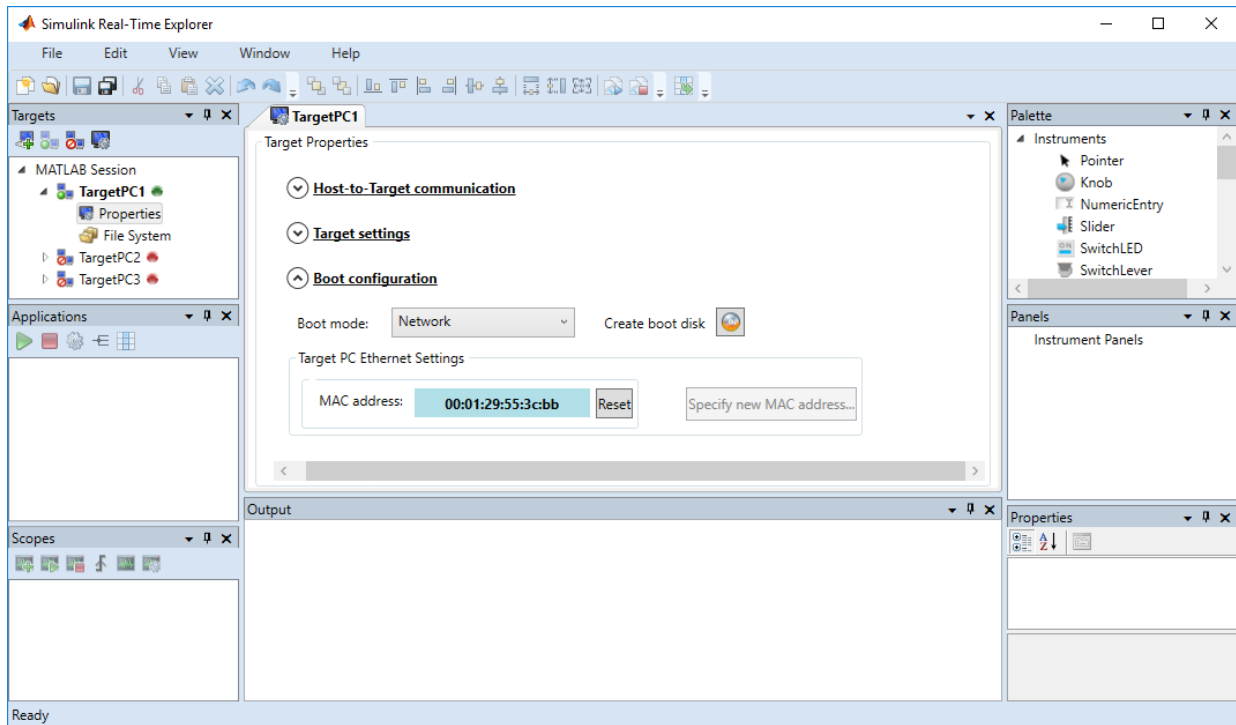 Simulink Real-Time Explorer
File Edit View Window Help
Targets
MATLAB Session
TargetPC1
Properties
File System
TargetPC2
TargetPC3
Applications
Scopes
TargetPC1
Target Properties
Host-to-Target communication
Target settings
Boot configuration
Boot mode: Network Create boot disk
Target PC Ethernet Settings
MAC address: 00:01:29:55:3c:bb Reset Specify new MAC address...
Output
Palette
Instruments
Pointer
Knob
NumericEntry
Slider
SwitchLED
SwitchLever
Panels
Instrument Panels
Properties
Ready